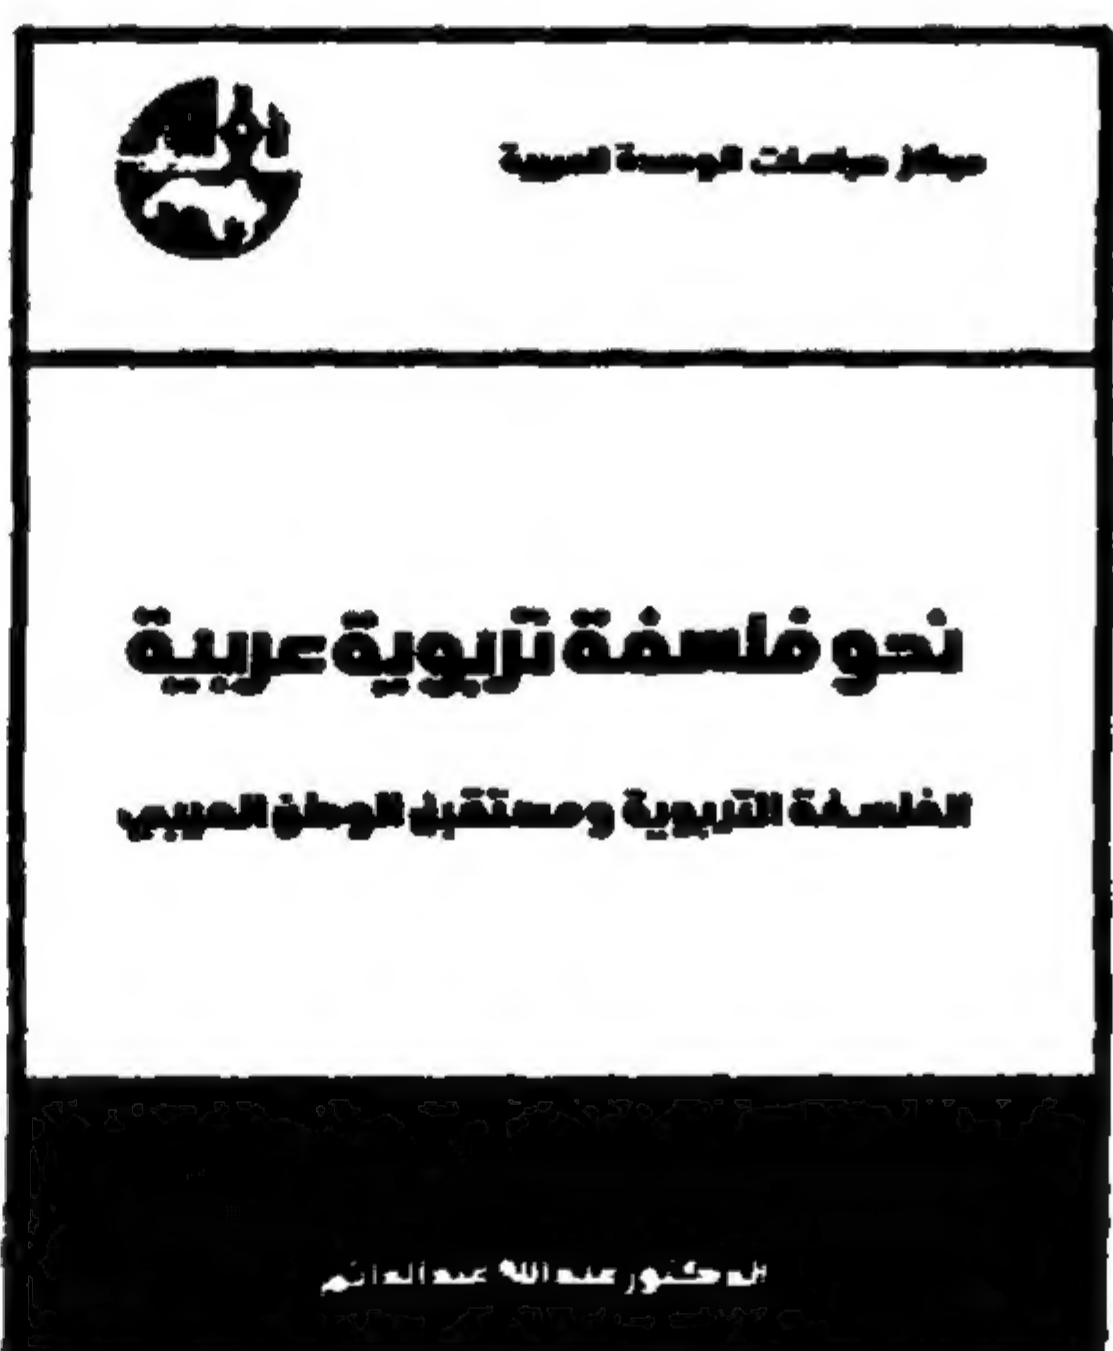 مركز دراسات الوحدة العربية
نحو فلسفة تربوية عربية
الفلسفة التربوية ومستقبل الوطن العربي
الدكتور عبد الله عبد الدائم